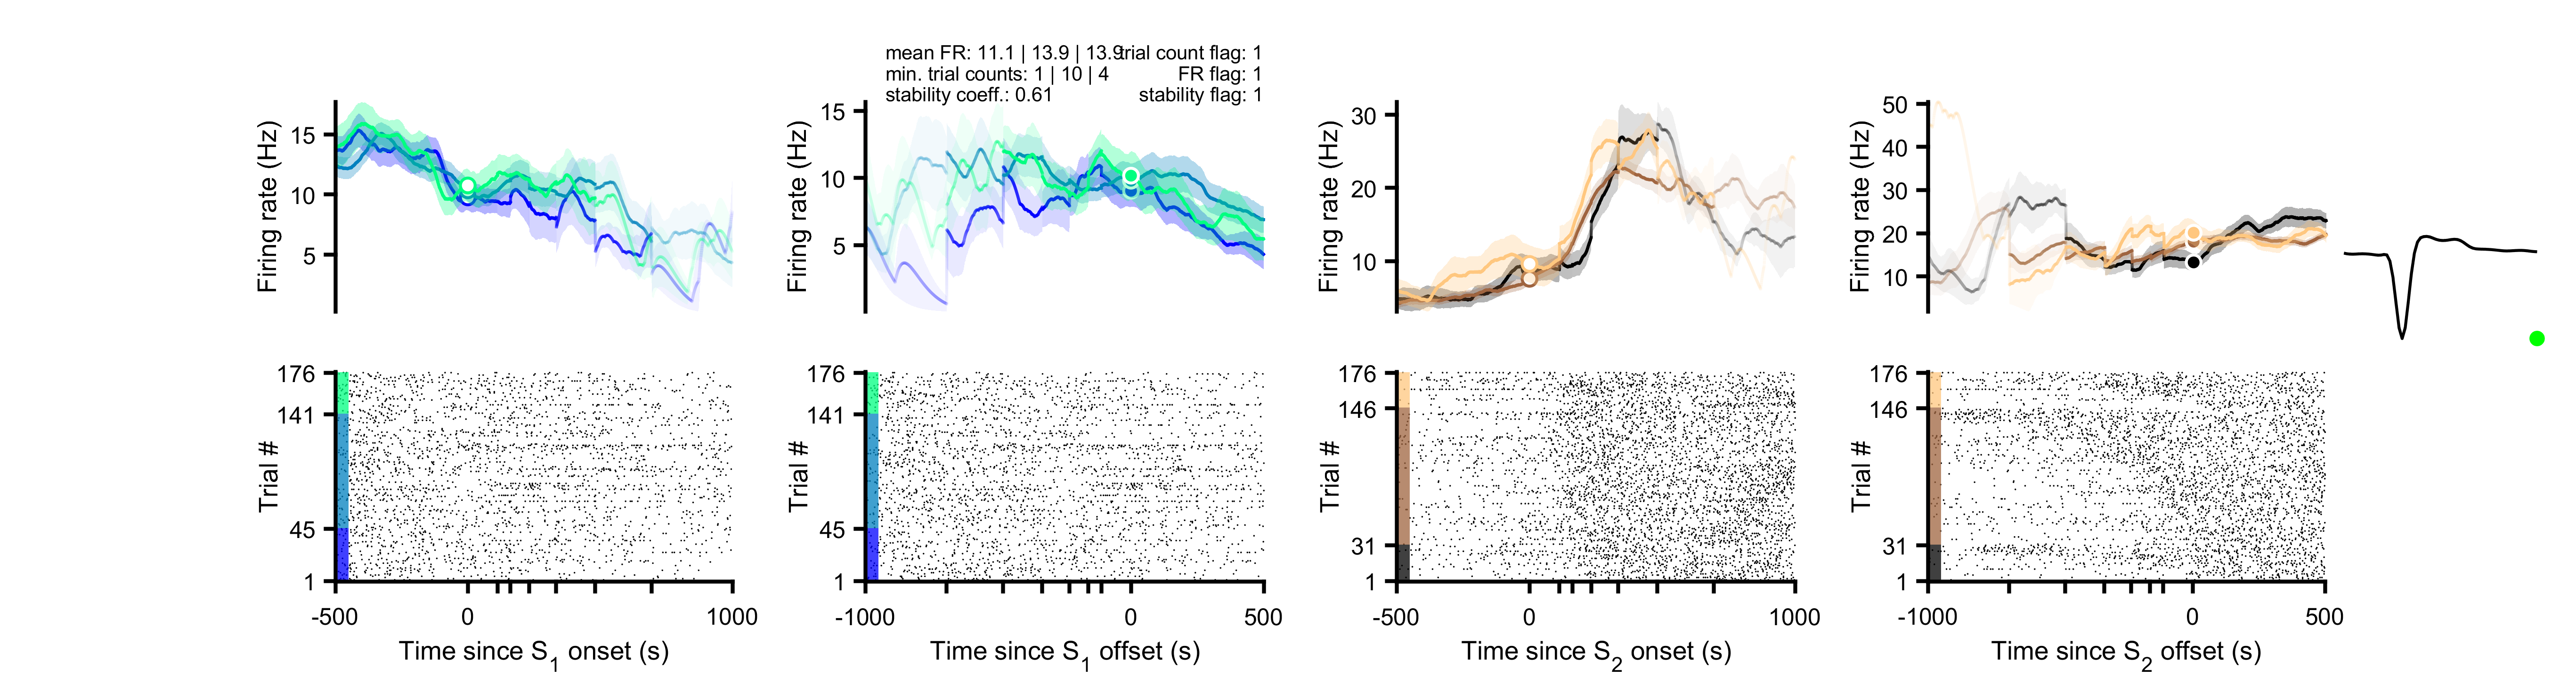 mean FR: 11.1 | 13.9 | 13.9
trial count flag: 1
min. trial counts: 1 | 10 | 4
FR flag: 1
stability coeff.: 0.61
stability flag: 1
Firing rate (Hz)
15
10
5
Firing rate (Hz)
15
10
5
Firing rate (Hz)
30
20
10
Firing rate (Hz)
50
40
30
20
10
Trial #
176
141
45
1
-500
0
1000
Time since S1 onset (s)
Trial #
176
141
45
1
-1000
0
500
Time since S1 offset (s)
Trial #
176
146
31
1
-500
0
1000
Time since S2 onset (s)
Trial #
176
146
31
1
-1000
0
500
Time since S2 offset (s)